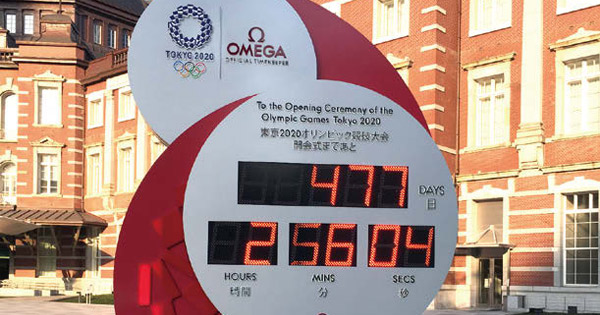 TOKYO 2020
Ω
OMEGA
OFFICIAL TIMEKEEPER
To the Opening Ceremony of the
Olympic Games Tokyo 2020
東京2020オリンピック競技大会
開会式まであと
477 DAYS
日
2 56 04
HOURS MINS SECS
時間 分 秒